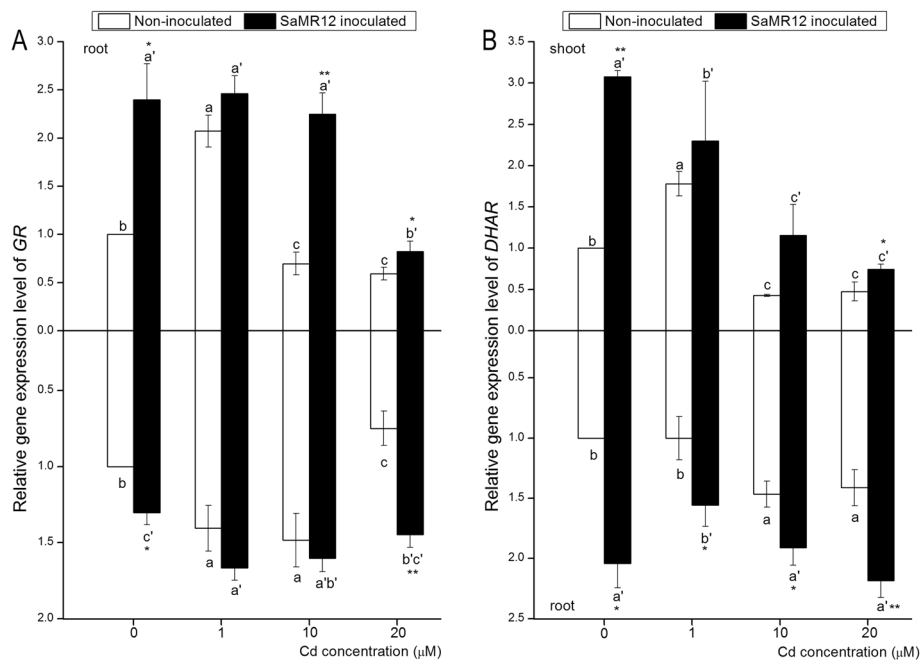 Non-inoculated SaMR12 inoculated
A
root
Relative gene expression level of GR
3.0
2.5
2.0
1.5
1.0
0.5
0.0
0.5
1.0
1.5
2.0
* ** 
a' a a' a' *
b c c b'
b a a c
c' a' a'b' b'c'
* **
0 1 10 20
Cd concentration (μM)
Non-inoculated SaMR12 inoculated
B
shoot
root
Relative gene expression level of DHAR
3.5
3.0
2.5
2.0
1.5
1.0
0.5
0.0
0.5
1.0
1.5
2.0
2.5
** 
a' a b' c' *
b c c c'
b b a a
a' b' a' a'**
* * *
0 1 10 20
Cd concentration (μM)